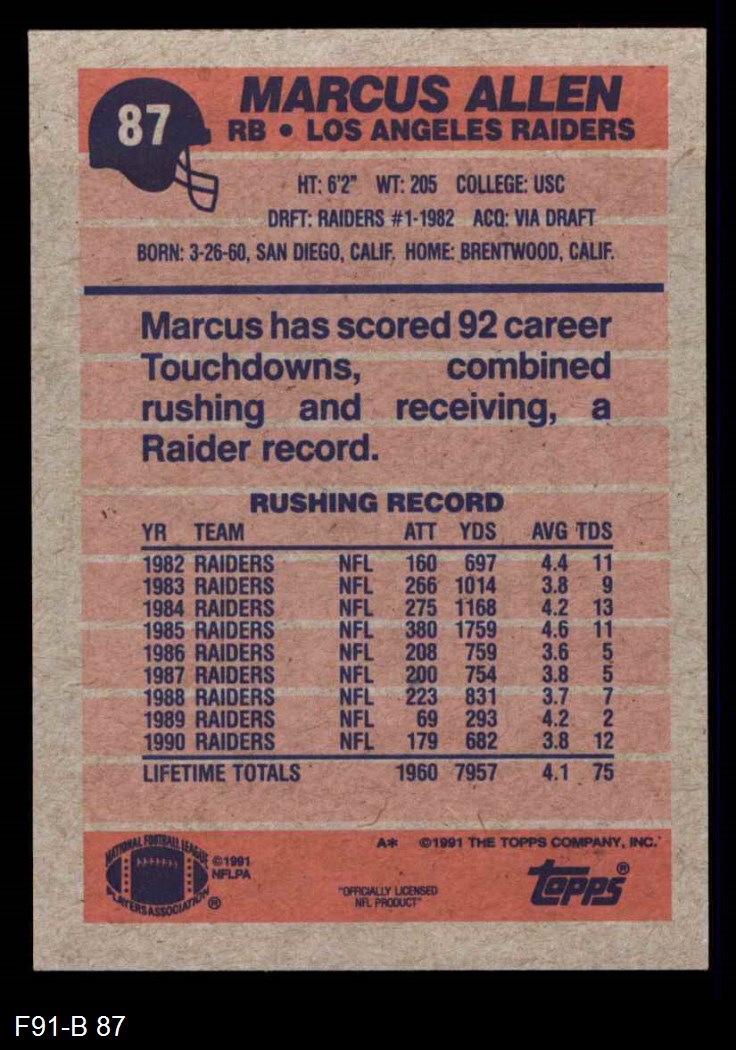 87
MARCUS ALLEN
RB • LOS ANGELES RAIDERS
HT: 6'2" WT: 205 COLLEGE: USC
DRFT: RAIDERS #1-1982 ACQ: VIA DRAFT
BORN: 3-26-60, SAN DIEGO, CALIF. HOME: BRENTWOOD, CALIF.
Marcus has scored 92 career
Touchdowns, combined
rushing and receiving, a
Raider record.
RUSHING RECORD
YR TEAM ATT YDS AVG TDS
1982 RAIDERS NFL 160 697 4.4 11
1983 RAIDERS NFL 266 1014 3.8 9
1984 RAIDERS NFL 275 1168 4.2 13
1985 RAIDERS NFL 380 1759 4.6 11
1986 RAIDERS NFL 208 759 3.6 5
1987 RAIDERS NFL 200 754 3.8 5
1988 RAIDERS NFL 223 831 3.7 7
1989 RAIDERS NFL 69 293 4.2 2
1990 RAIDERS NFL 179 682 3.8 12
LIFETIME TOTALS 1960 7957 4.1 75
A* ©1991 THE TOPPS COMPANY, INC.
NATIONAL FOOTBALL LEAGUE
PLAYERS ASSOCIATION ®
©1991
NFLPA
"OFFICIALLY LICENSED
NFL PRODUCT"
topps®
F91-B 87